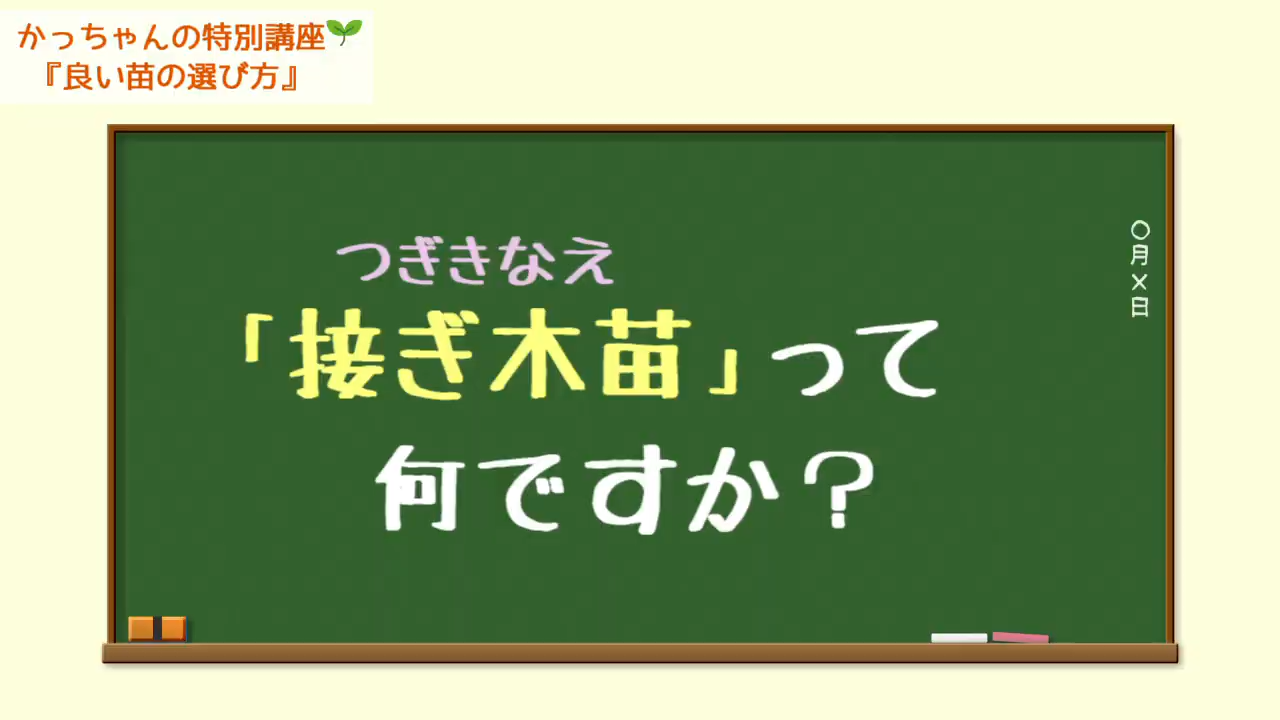 かっちゃんの特別講座🌱
『良い苗の選び方』
つぎきなえ
「接ぎ木苗」って
何ですか？
〇月×日